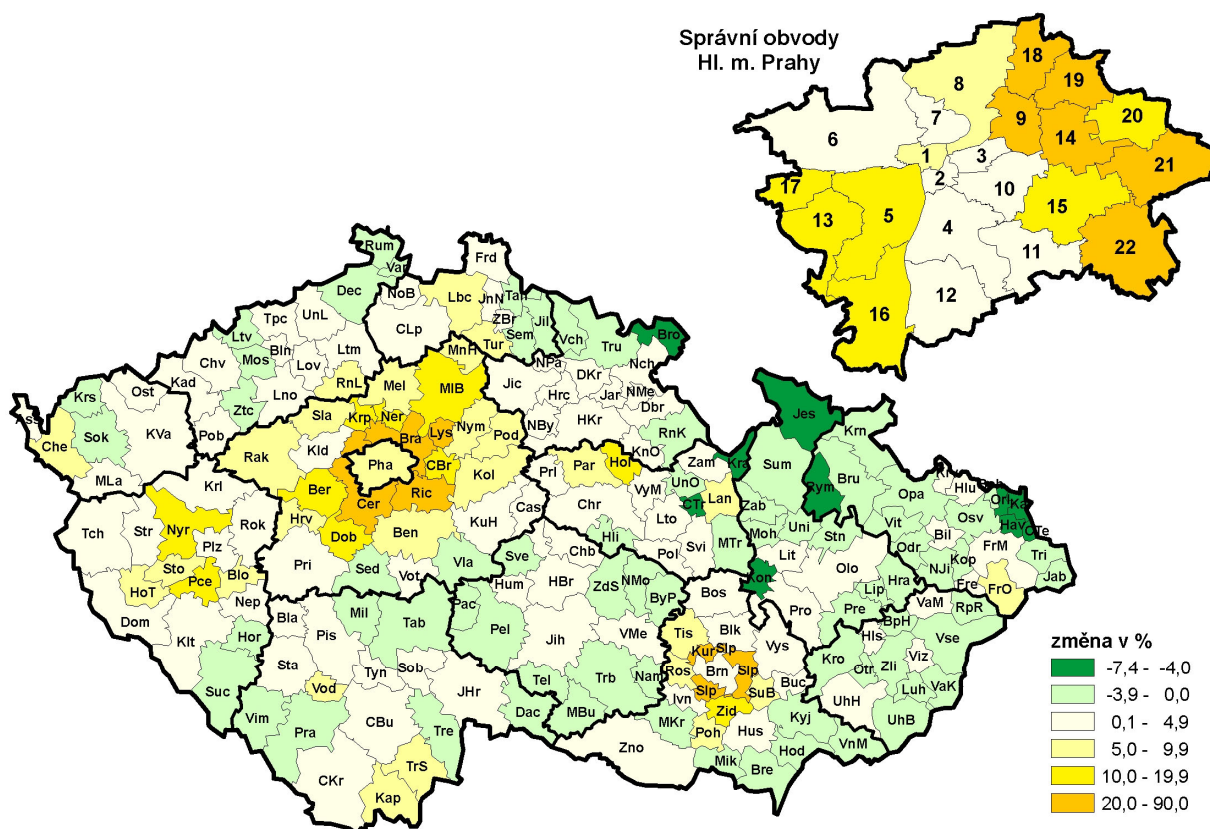 Správní obvody
Hl. m. Prahy
18
8
19
7
9
20
6
14
1
3
21
2
17
10
5
15
13
4
11
22
12
16
Rum
Var
Frd
Dec
NoB
Lbc
JnN
Tan
UnL
Tpc
CLp
ZBr
Jil
Sem
Vch
Tru
Bro
Ltv
Mos
Bln
Ltm
Tur
MnH
Chv
Lov
NPa
Nch
Ost
Kad
RnL
Mel
MlB
Jic
DKr
Krs
Lno
Hrc
Jar
NMe
Che
Sok
KVa
Ztc
Sla
Krp
Ner
Dbr
Pob
Bra
Lys
Nym
NBy
HKr
RnK
Jes
Krn
MLa
Rak
Kld
Pha
CBr
Pod
Kol
KnO
Zam
Kra
Sum
Prl
Par
Hol
UnO
Rym
Bru
Krl
Ber
Cer
Ric
Cas
Chr
VyM
CTr
Lan
Hlu
Tch
Str
Nyr
Rok
Hrv
Dob
Ben
KuH
Lto
Zab
Opa
Orl
Kar
Plz
Hli
Svi
MTr
Moh
Uni
Stn
Vit
Osv
Hav
CTe
Sto
Pce
Blo
Pri
Sed
Vot
Vla
Sve
Chb
Pol
Lit
Odr
Bil
FrM
Tri
HoT
Nep
Hum
HBr
ZdS
NMo
Kon
Olo
NJi
Kop
Jab
Dom
Klt
Bla
Mil
Tab
Pac
Pel
ByP
Bos
Pro
Lip
Hra
Fre
FrO
Hor
Pis
Jih
VMe
Tis
Blk
Vys
Pre
VaM
RpR
BpH
Sta
Tyn
Sob
Kur
Slp
Hls
Vse
Suc
Vod
JHr
Tel
Trb
Nam
Ros
Brn
Slp
Buc
Kro
Otr
Zli
Viz
Vim
Pra
CBu
Tre
Dac
MBu
Ivn
Slp
SuB
Luh
VaK
MKr
Zid
Poh
Hus
Kyj
UhH
UhB
CKr
TrS
Kap
Zno
Mik
Bre
Hod
VnM
změna v %
-7,4 - -4,0
-3,9 - 0,0
0,1 - 4,9
5,0 - 9,9
10,0 - 19,9
20,0 - 90,0